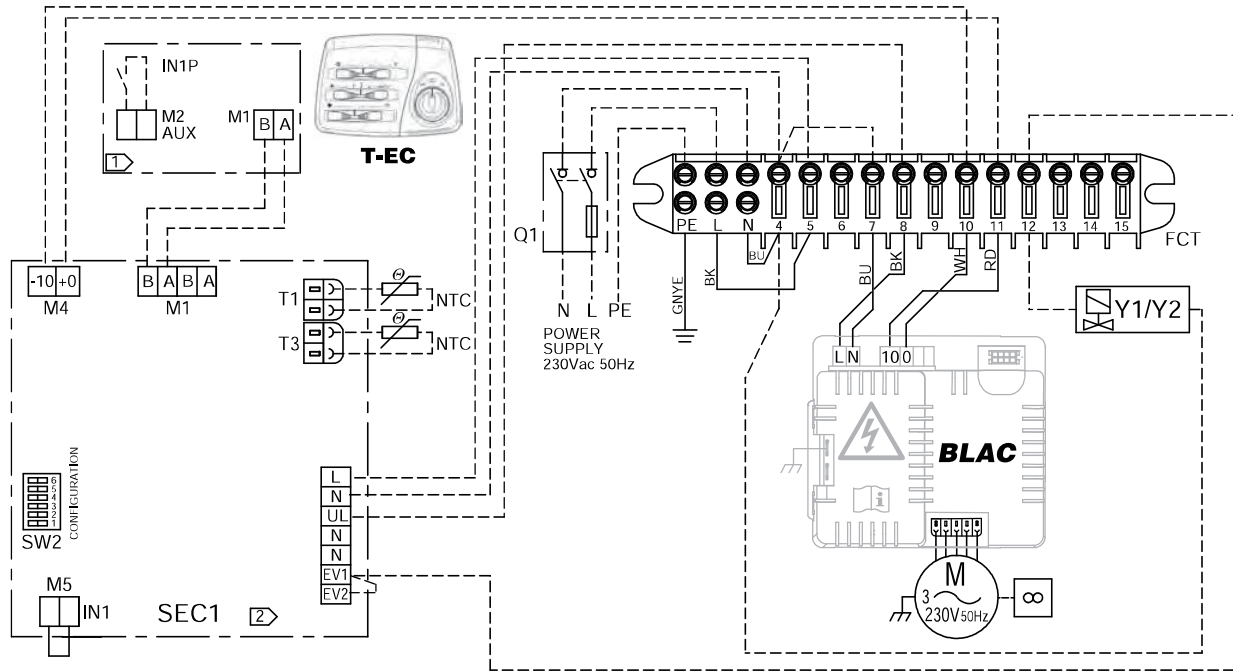 IN1P
M2
AUX
M1
B A
1
T-EC
Q1
N L PE
POWER
SUPPLY
230Vac 50Hz
PE L N 4 5 6 7 8 9 10 11 12 13 14 15
FCT
GNYE
BK
BU
BU
BK
WH
RD
-10 +0
M4
B A B A
M1
T1
NTC
T3
NTC
Θ
Θ
Y1/Y2
L N
10 0
BLAC
i
M
3
230V50Hz
∞
6
5
4
3
2
1
CONFIGURATION
SW2
L
N
UL
N
N
EV1
EV2
M5
IN1
SEC1
2